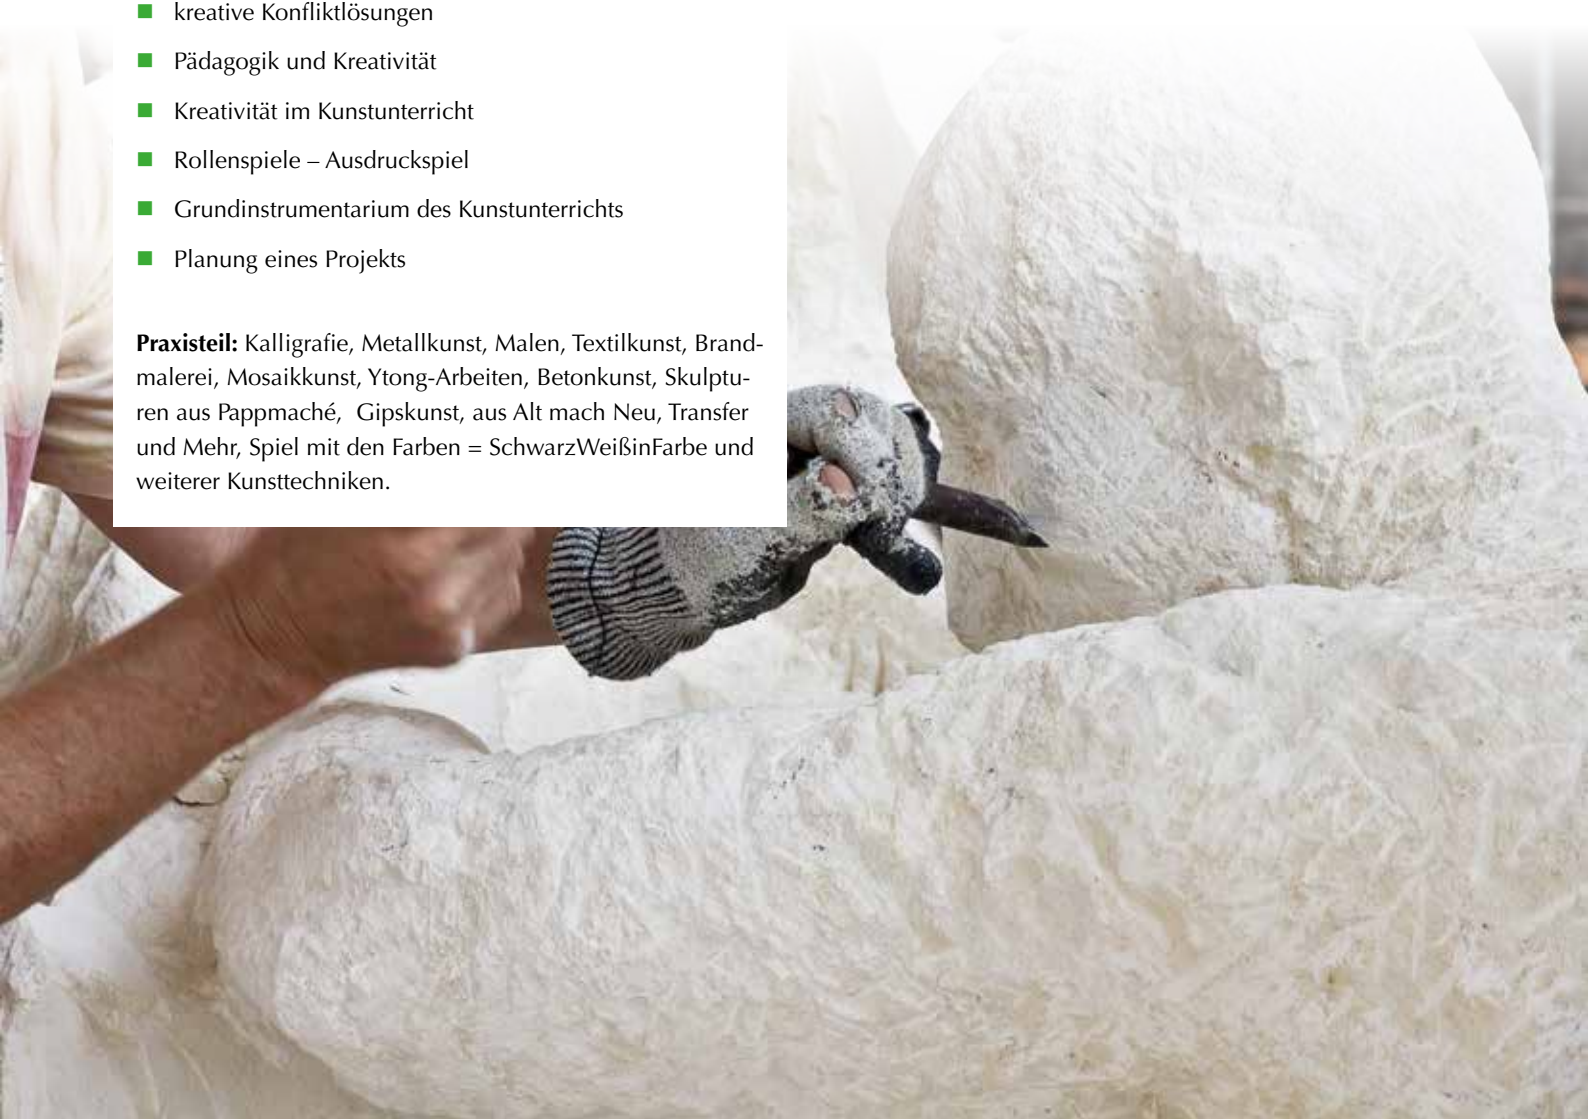 kreative Konfliktlösungen
Pädagogik und Kreativität
Kreativität im Kunstunterricht
Rollenspiele – Ausdruckspiel
Grundinstrumentarium des Kunstunterrichts
Planung eines Projekts
Praxisteil: Kalligrafie, Metallkunst, Malen, Textilkunst, Brand-
malerei, Mosaikkunst, Ytong-Arbeiten, Betonkunst, Skulptu-
ren aus Pappmaché, Gipskunst, aus Alt mach Neu, Transfer
und Mehr, Spiel mit den Farben = SchwarzWeißinFarbe und
weiterer Kunsttechniken.